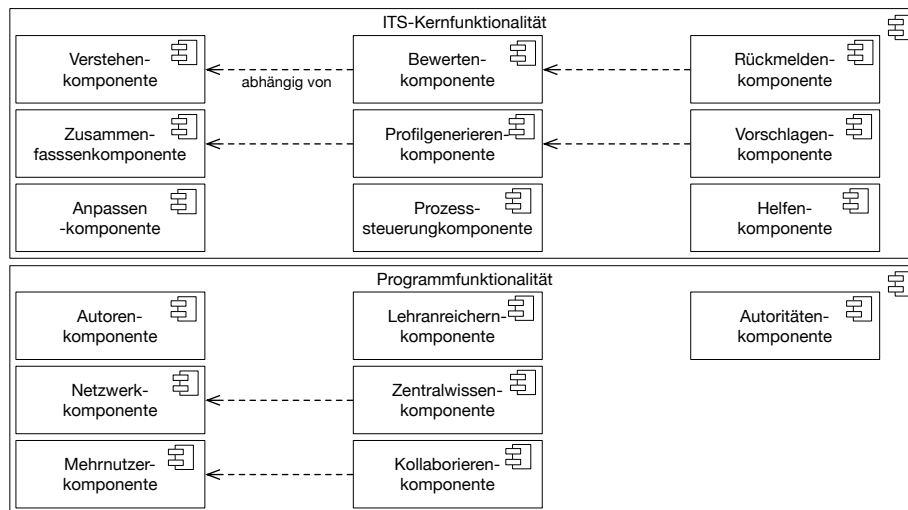 ITS-Kernfunktionalität
Verstehen-
komponente
abhängig von
Bewerten-
komponente
Rückmelden-
komponente
Zusammen-
fasssenkomponente
Profilgenerieren-
komponente
Vorschlagen-
komponente
Anpassen
-komponente
Prozess-
steuerungkomponente
Helfen-
komponente
Programmfunktionalität
Autoren-
komponente
Lehranreichern-
komponente
Autoritäten-
komponente
Netzwerk-
komponente
Zentralwissen-
komponente
Mehrnutzer-
komponente
Kollaborieren-
komponente